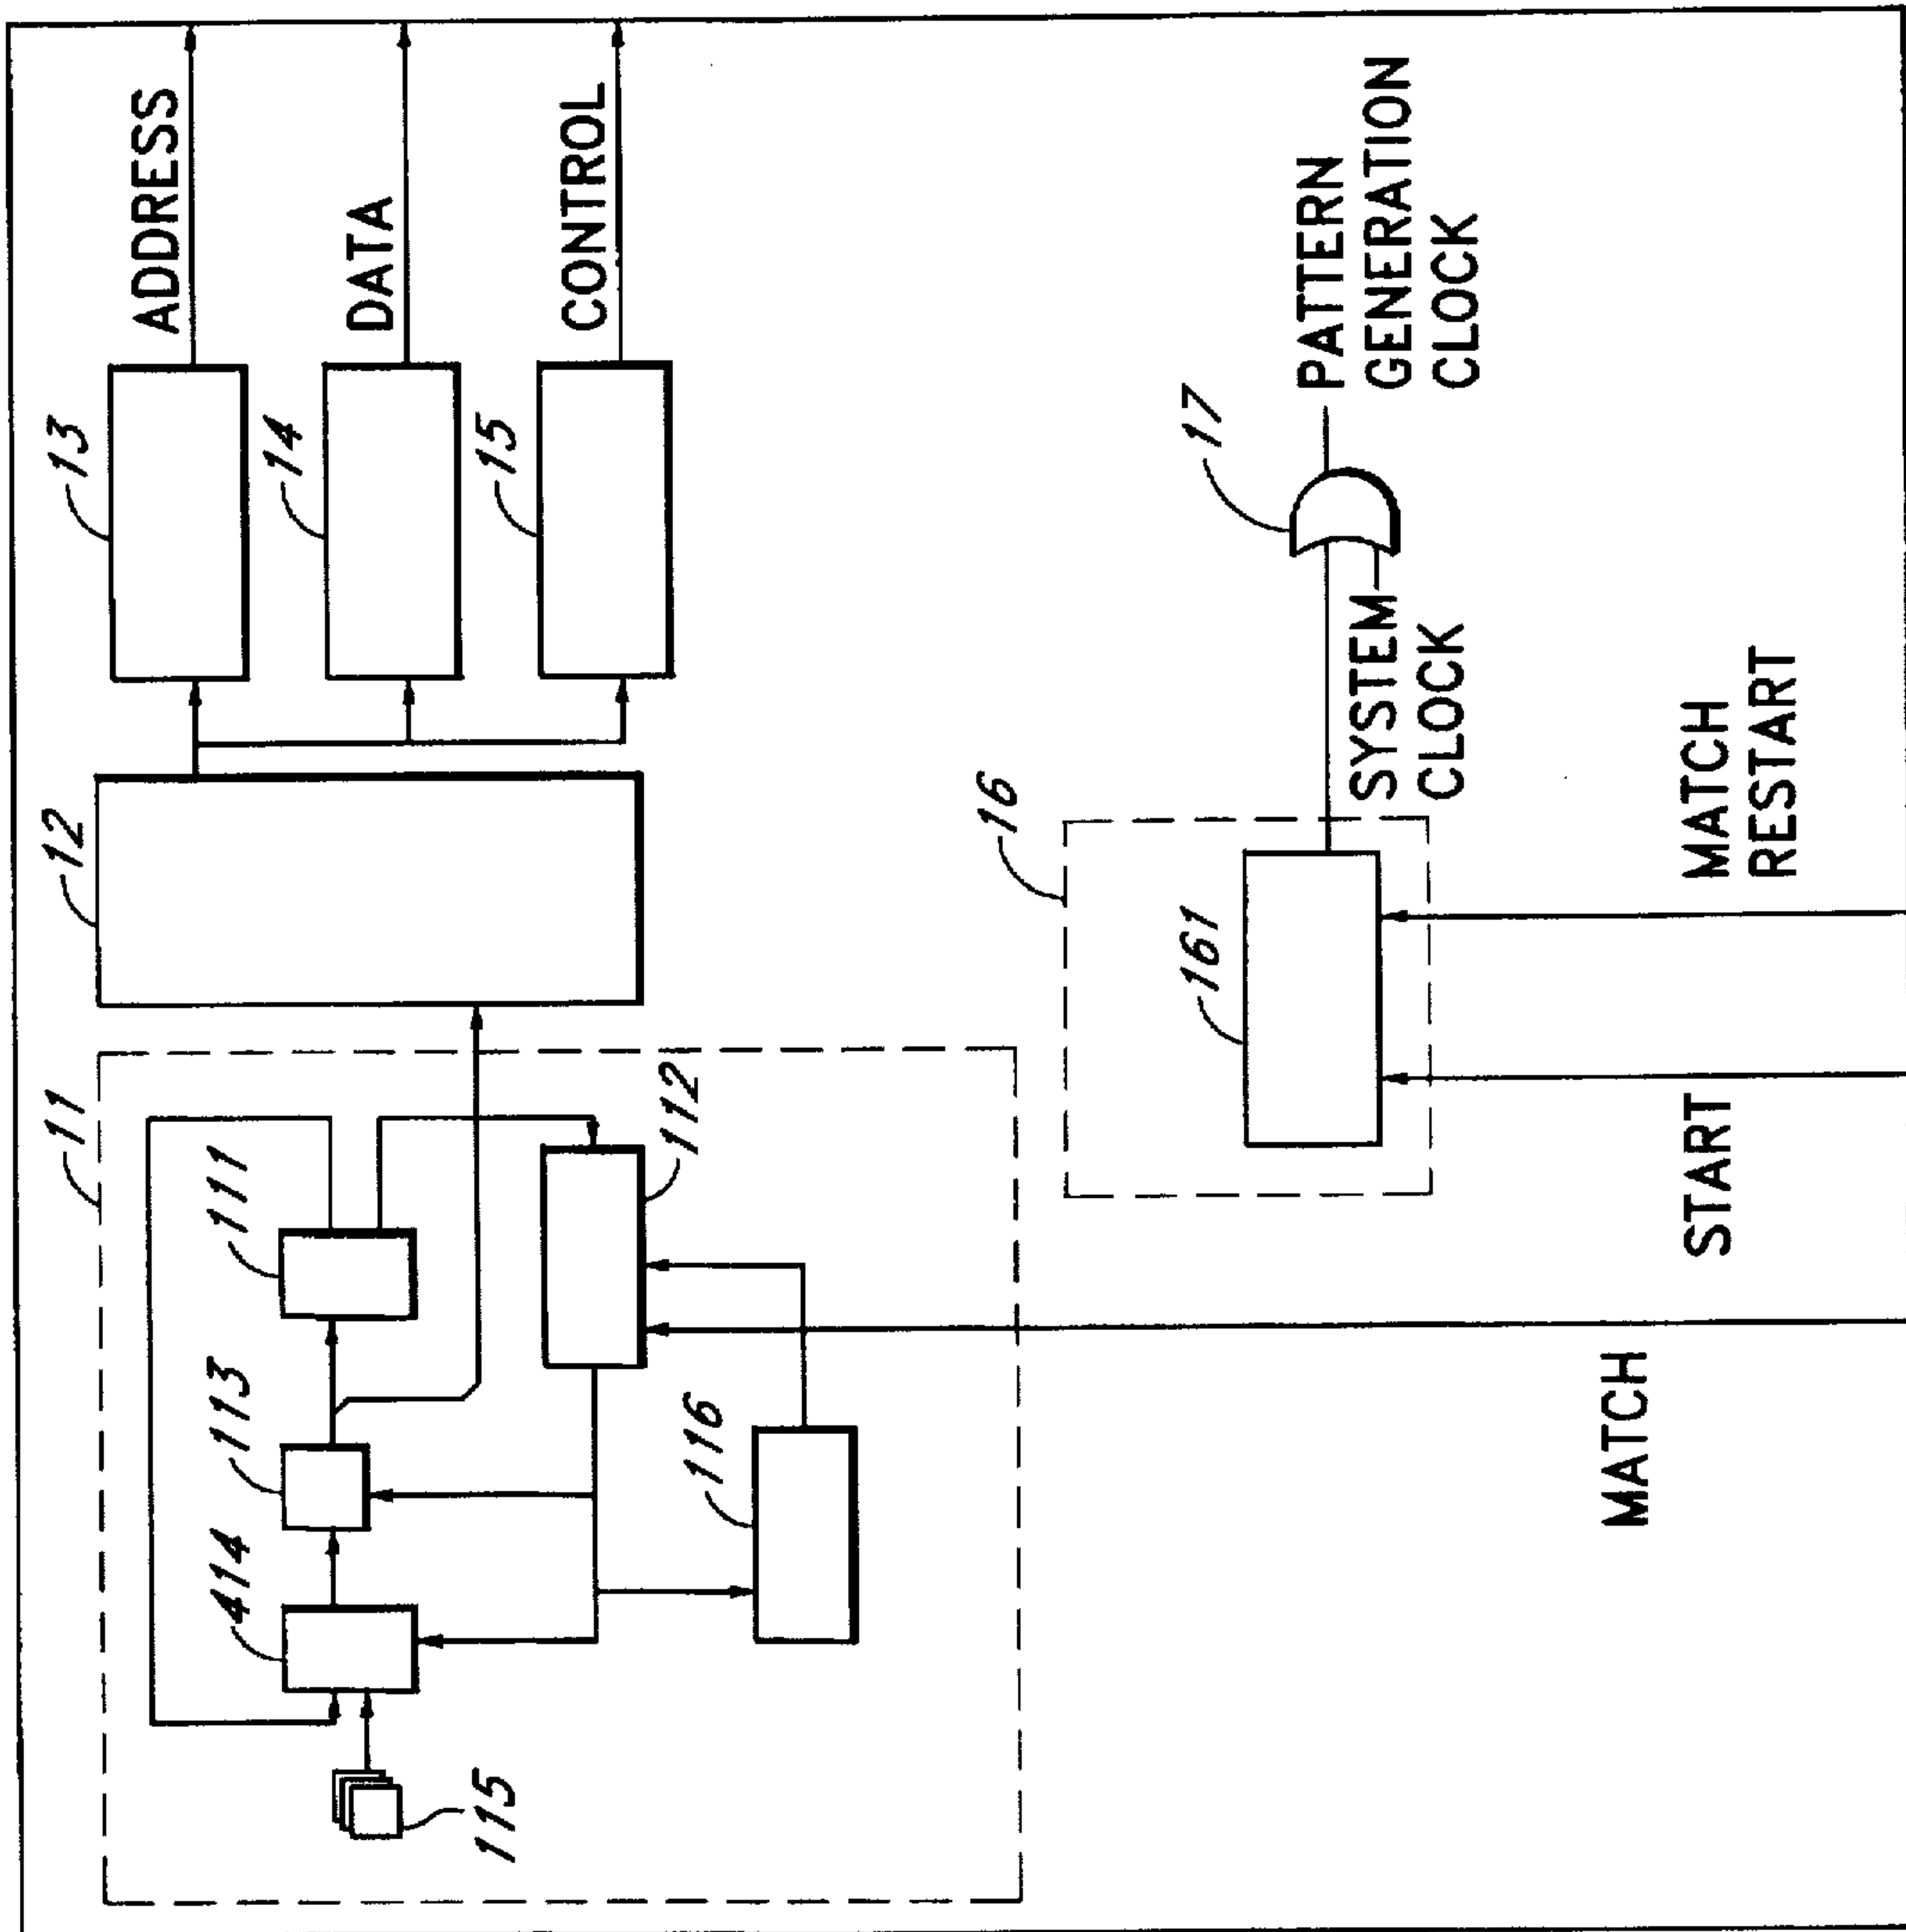 11
12
13
ADDRESS
414
113
111
14
DATA
115
116
112
15
CONTROL
16
161
17
SYSTEM
CLOCK
PATTERN
GENERATION
CLOCK
MATCH
START
MATCH
RESTART